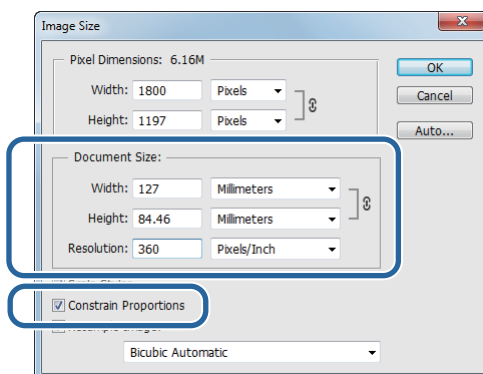 Image Size
Pixel Dimensions: 6.16M
Width: 1800 Pixels
Height: 1197 Pixels
OK
Cancel
Auto...
Document Size:
Width: 127 Millimeters
Height: 84.46 Millimeters
Resolution: 360 Pixels/Inch
Constrain Proportions
Bicubic Automatic